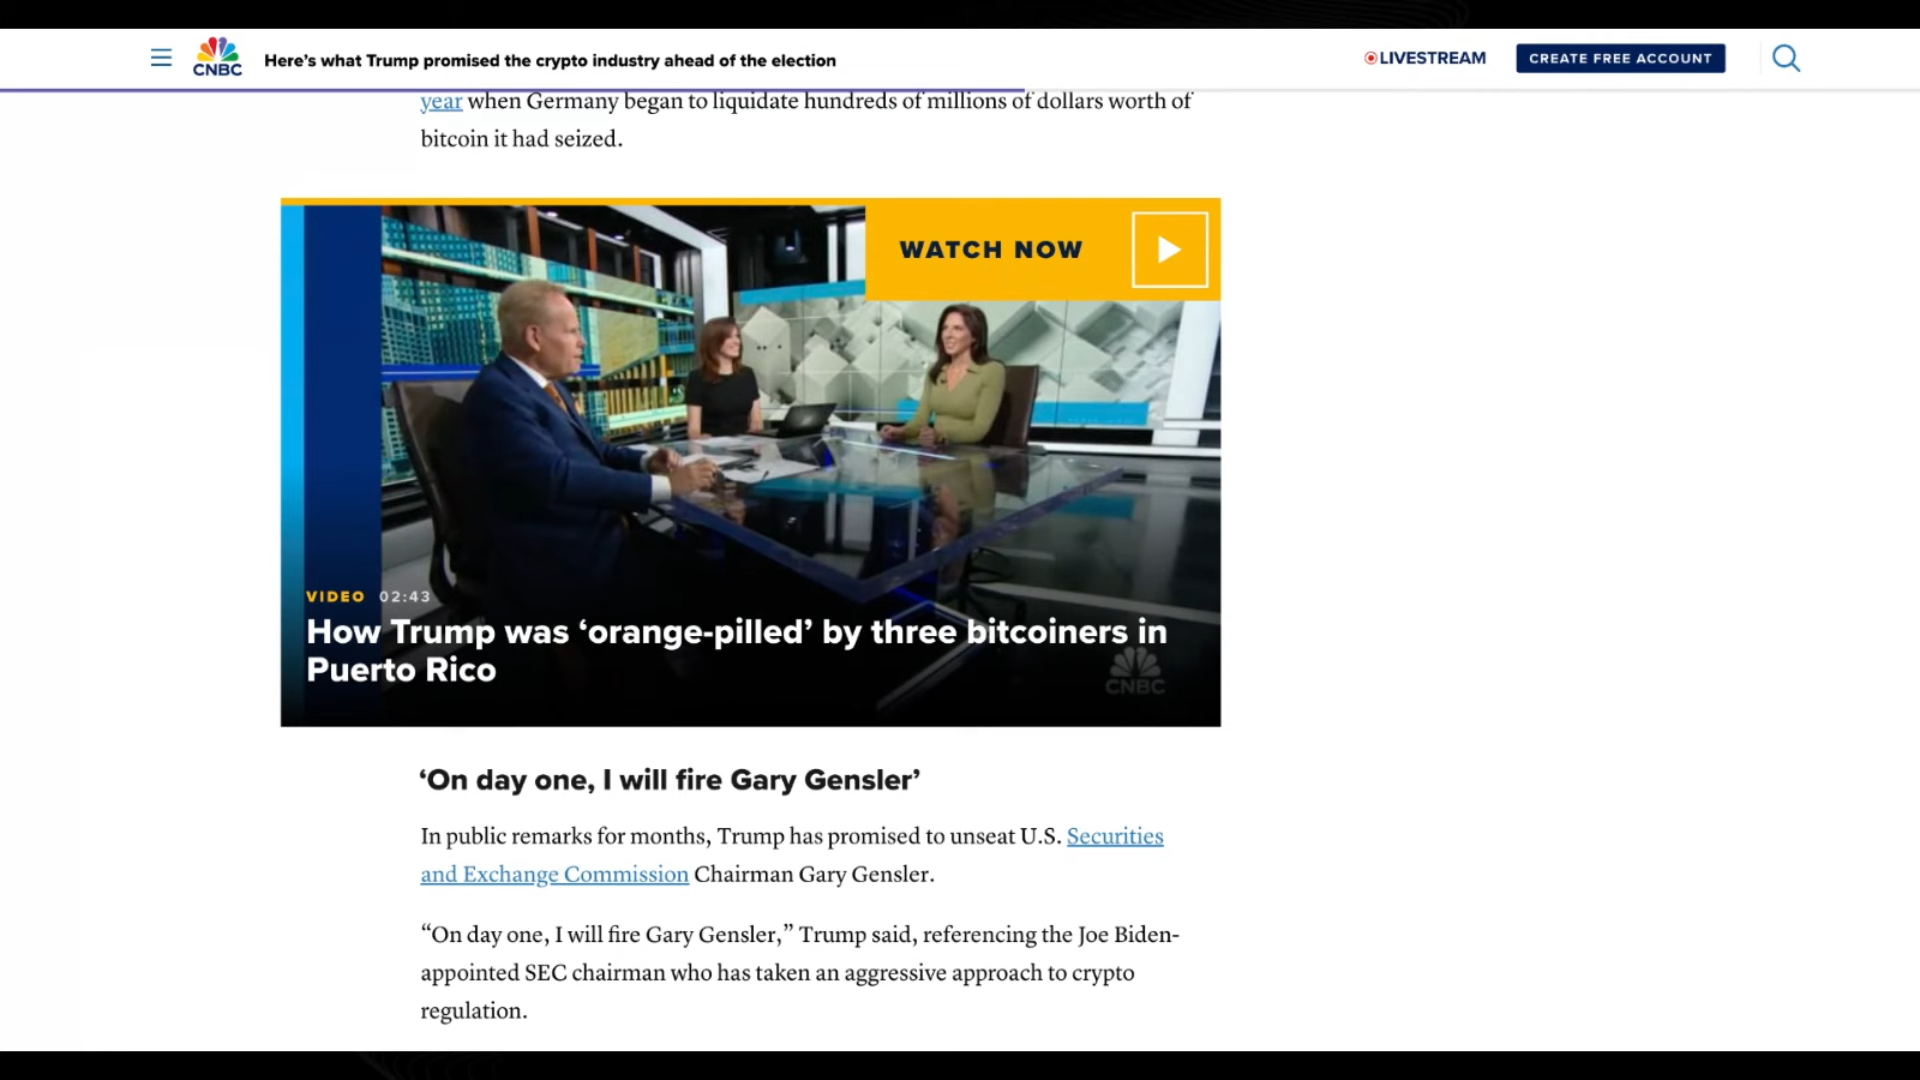 CNBC
Here’s what Trump promised the crypto industry ahead of the election
LIVESTREAM
CREATE FREE ACCOUNT
year when Germany began to liquidate hundreds of millions of dollars worth of
bitcoin it had seized.
WATCH NOW
VIDEO 02:43
How Trump was ‘orange-pilled’ by three bitcoiners in
Puerto Rico
CNBC
‘On day one, I will fire Gary Gensler’
In public remarks for months, Trump has promised to unseat U.S. Securities
and Exchange Commission Chairman Gary Gensler.
“On day one, I will fire Gary Gensler,” Trump said, referencing the Joe Biden-
appointed SEC chairman who has taken an aggressive approach to crypto
regulation.